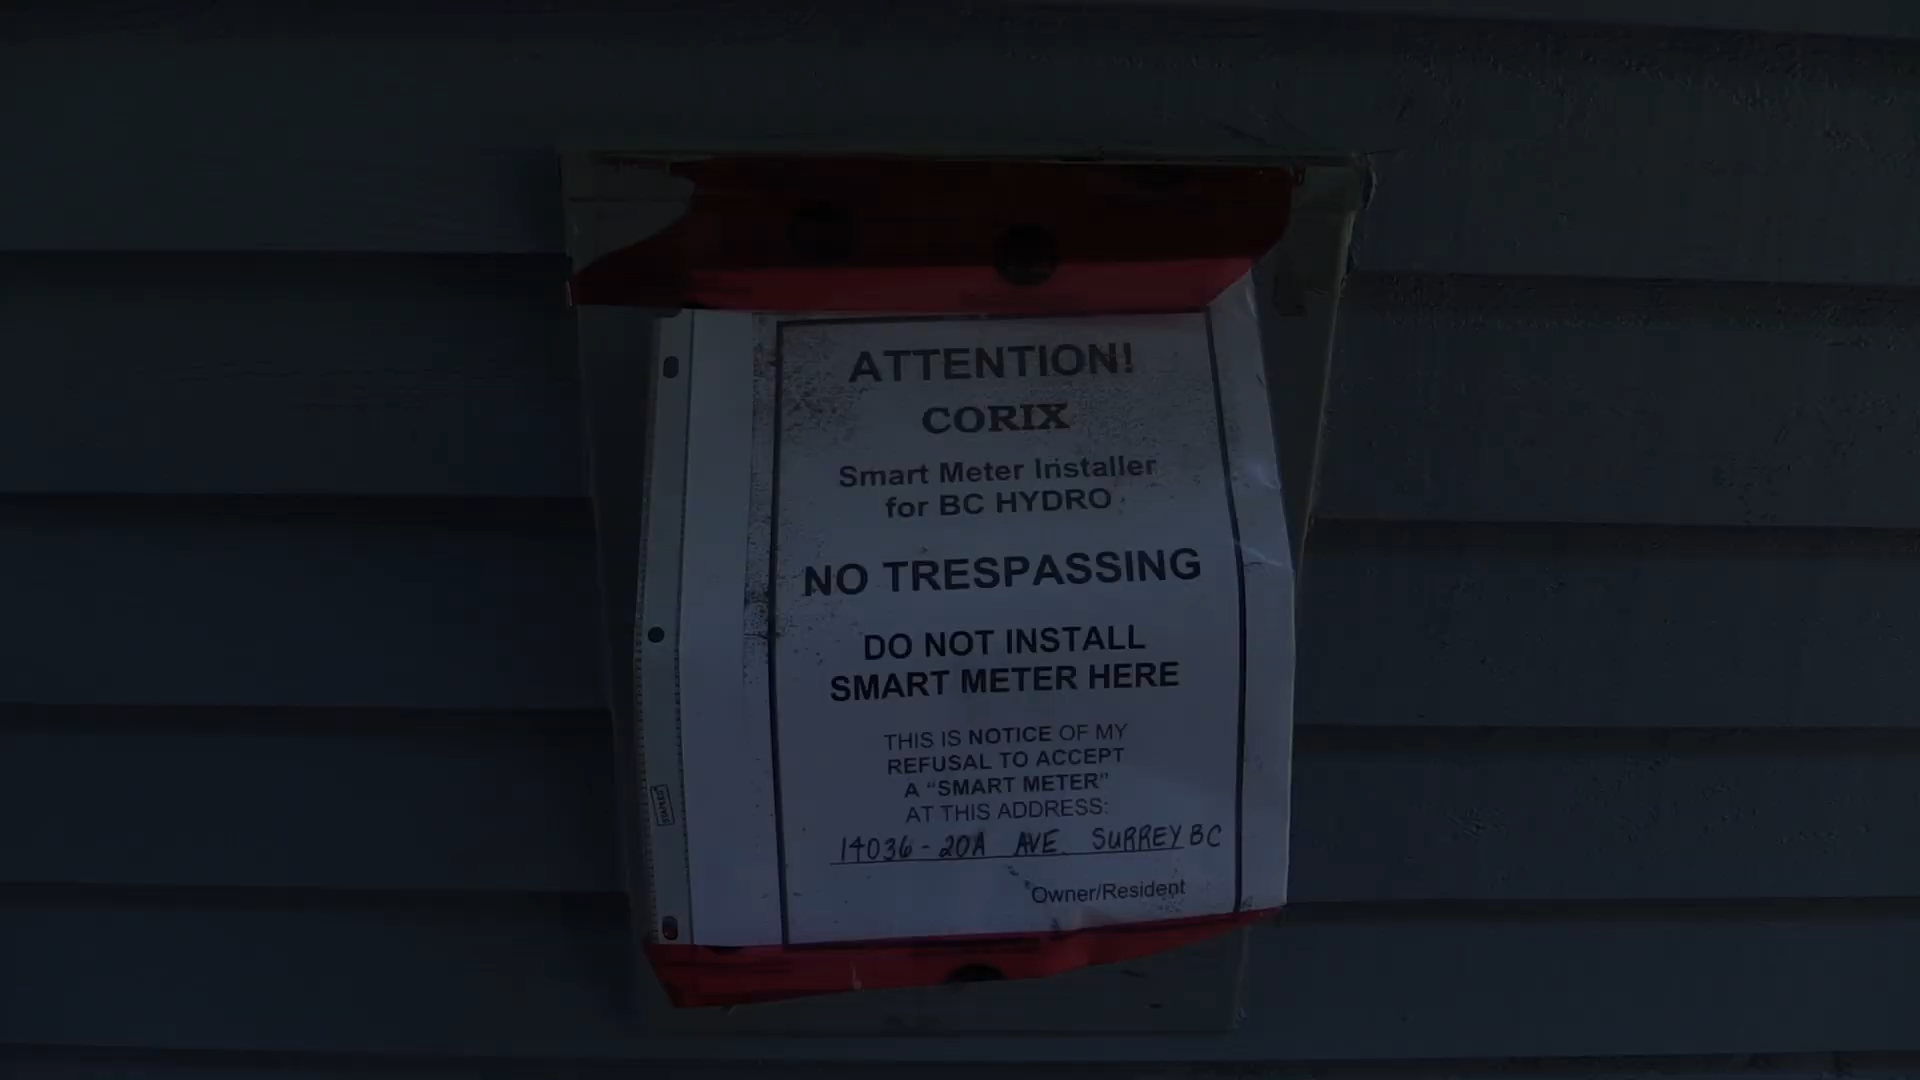 ATTENTION!
CORIX
Smart Meter Installer
for BC HYDRO
NO TRESPASSING
DO NOT INSTALL
SMART METER HERE
THIS IS NOTICE OF MY
REFUSAL TO ACCEPT
A “SMART METER”
AT THIS ADDRESS:
14036 - 20A AVE. SURREY BC
Owner/Resident
STAPLES